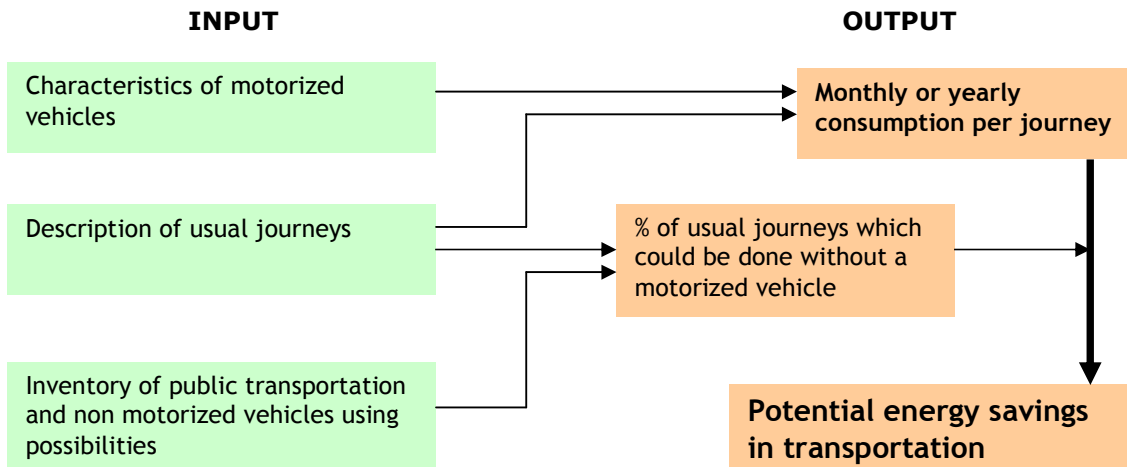 INPUT
OUTPUT
Characteristics of motorized
vehicles
Monthly or yearly
consumption per journey
Description of usual journeys
% of usual journeys which
could be done without a
motorized vehicle
Inventory of public transportation
and non motorized vehicles using
possibilities
Potential energy savings
in transportation